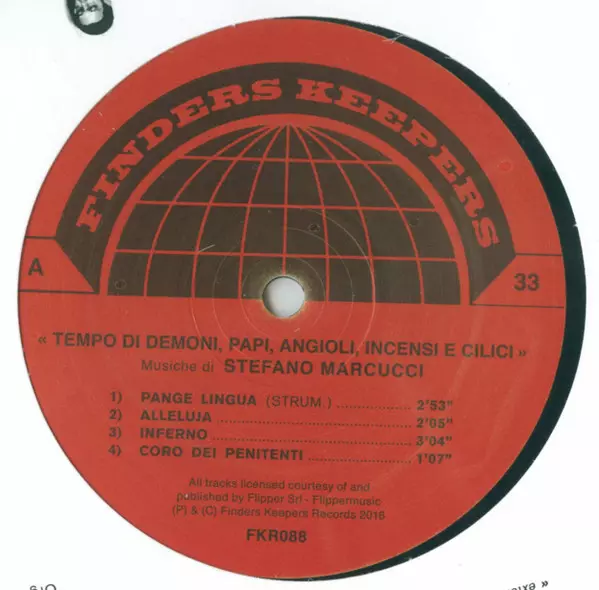 FINDERS KEEPERS
A
33
« TEMPO DI DEMONI, PAPI, ANGIOLI, INCENSI E CILICI »
Musiche di STEFANO MARCUCCI
1) PANGE LINGUA (STRUM.) .................. 2'53"
2) ALLELUJA .................. 2'05"
3) INFERNO .................. 3'04"
4) CORO DEI PENITENTI .................. 1'07"
All tracks licensed courtesy of and
published by Flipper Srl - Flippermusic
(P) & (C) Finders Keepers Records 2016
FKR088